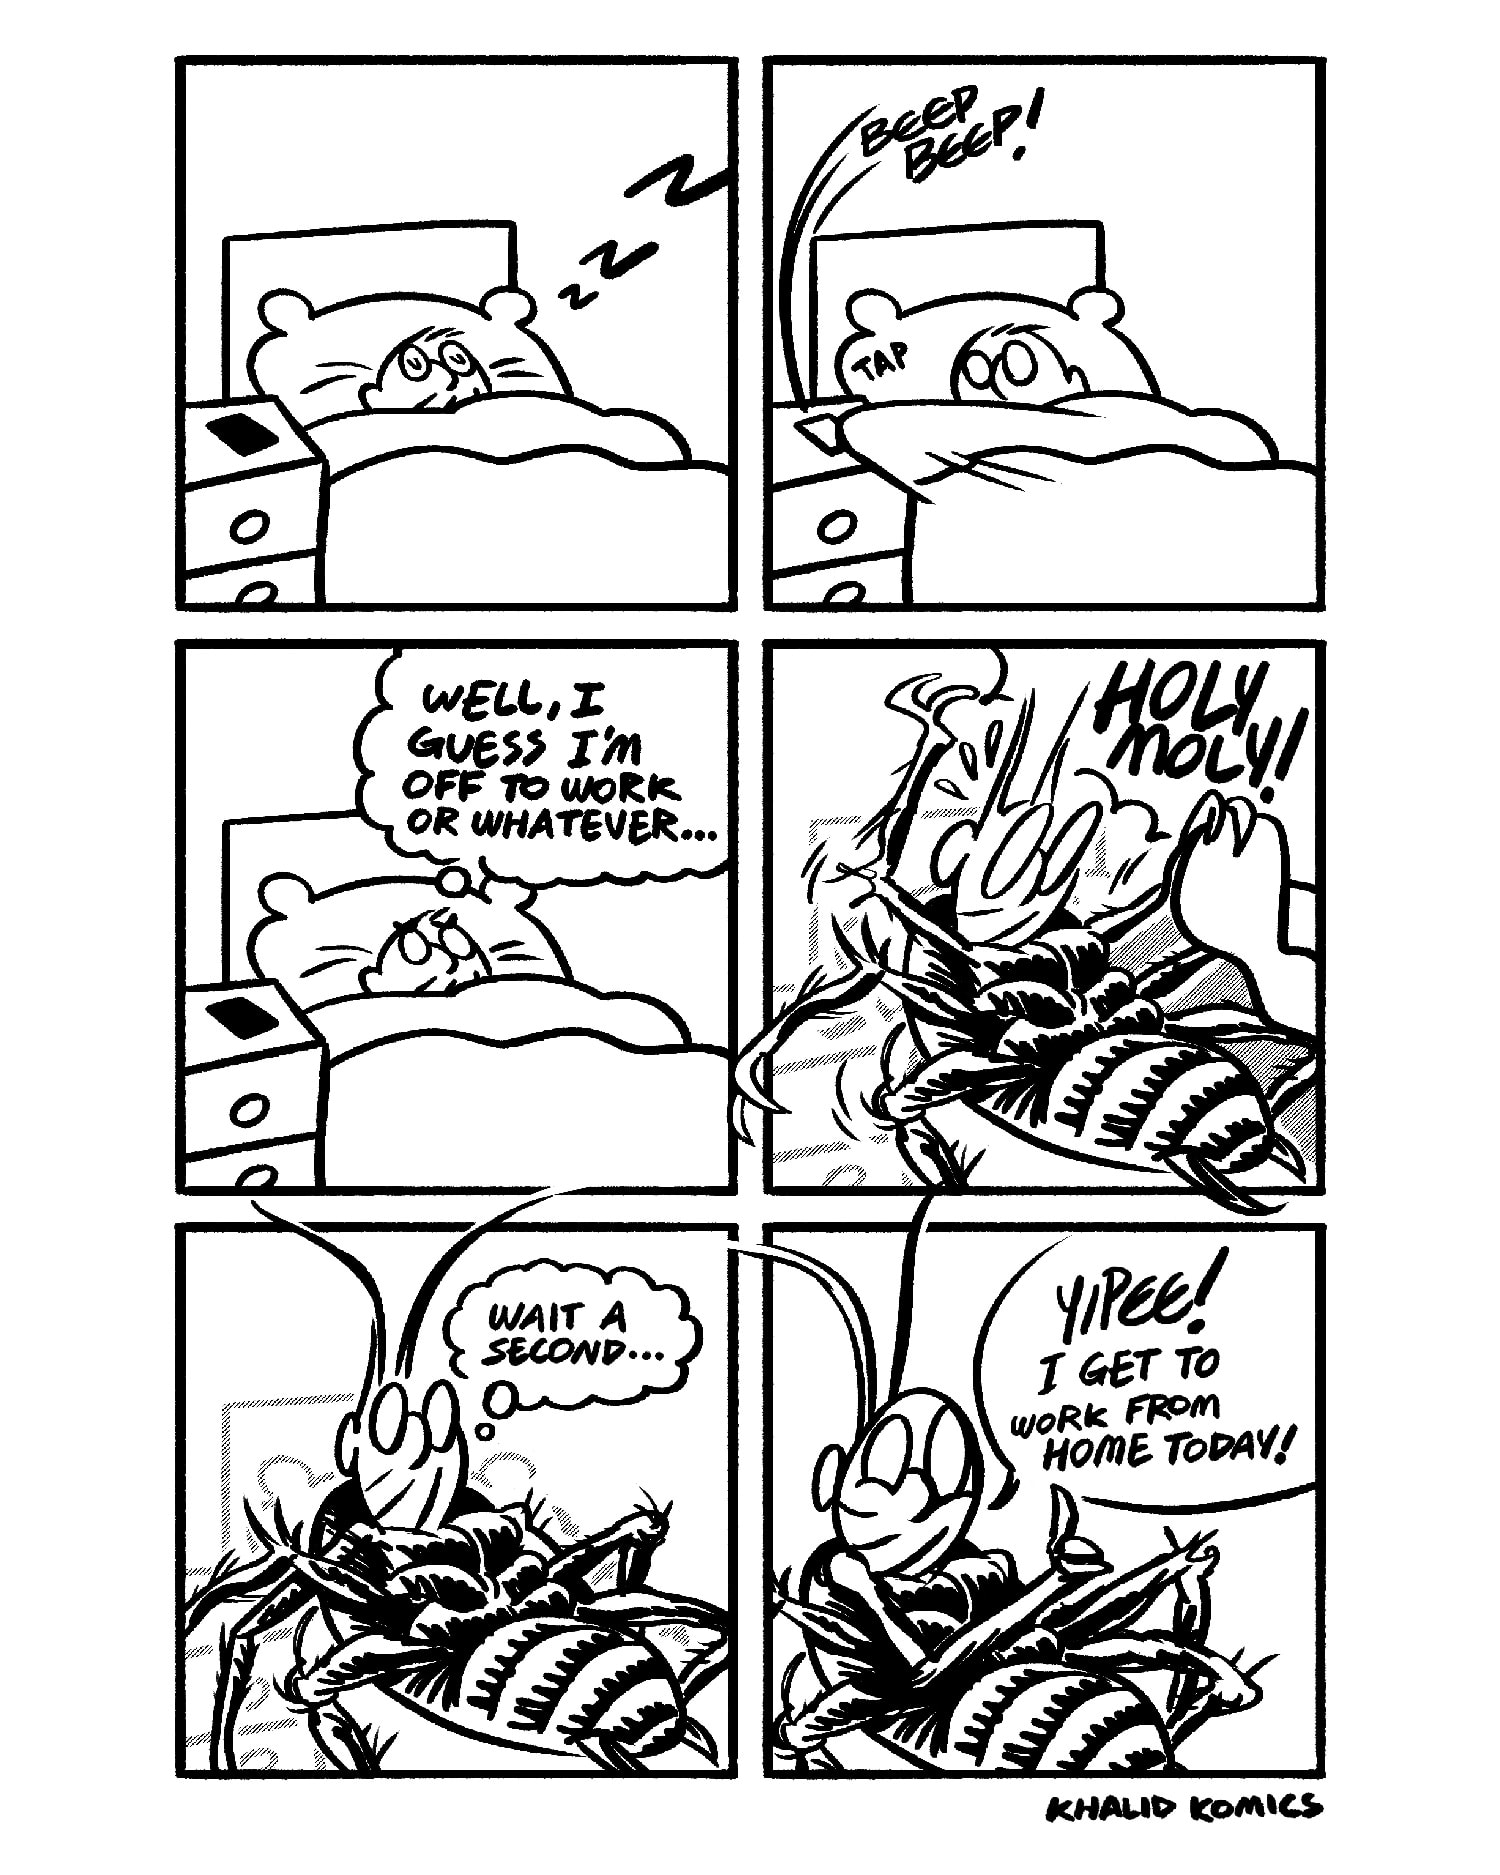 Z
Z
Z
BEEP
BEEP!
TAP
WELL, I
GUESS I'M
OFF TO WORK
OR WHATEVER...
HOLY
MOLY!
WAIT A
SECOND...
YIPEE!
I GET TO
WORK FROM
HOME TODAY!
KHALID KOMICS